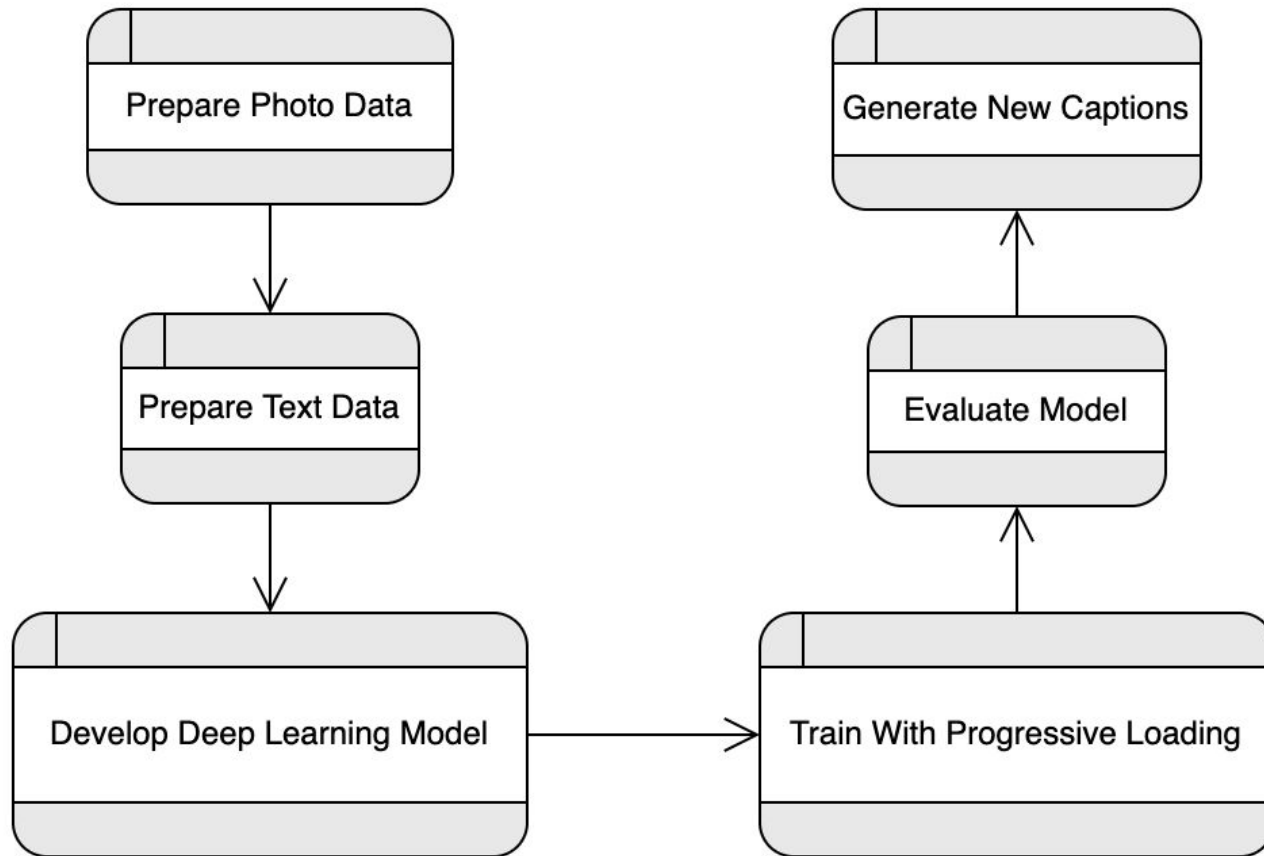 Prepare Photo Data
Prepare Text Data
Develop Deep Learning Model
Train With Progressive Loading
Evaluate Model
Generate New Captions